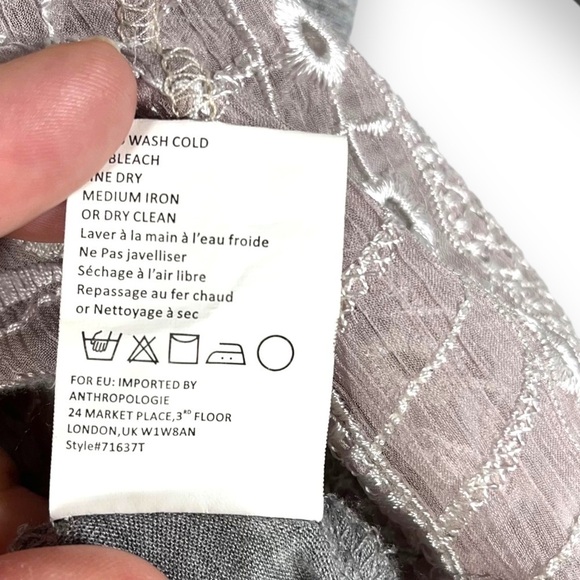 WASH COLD
BLEACH
DRY
MEDIUM IRON
OR DRY CLEAN
Laver à la main à l'eau froide
Ne Pas javelliser
Séchage à l'air libre
Repassage au fer chaud
or Nettoyage à sec
FOR EU: IMPORTED BY
ANTHROPOLOGIE
24 MARKET PLACE,3ᴿᴰ FLOOR
LONDON,UK W1W8AN
Style#71637T